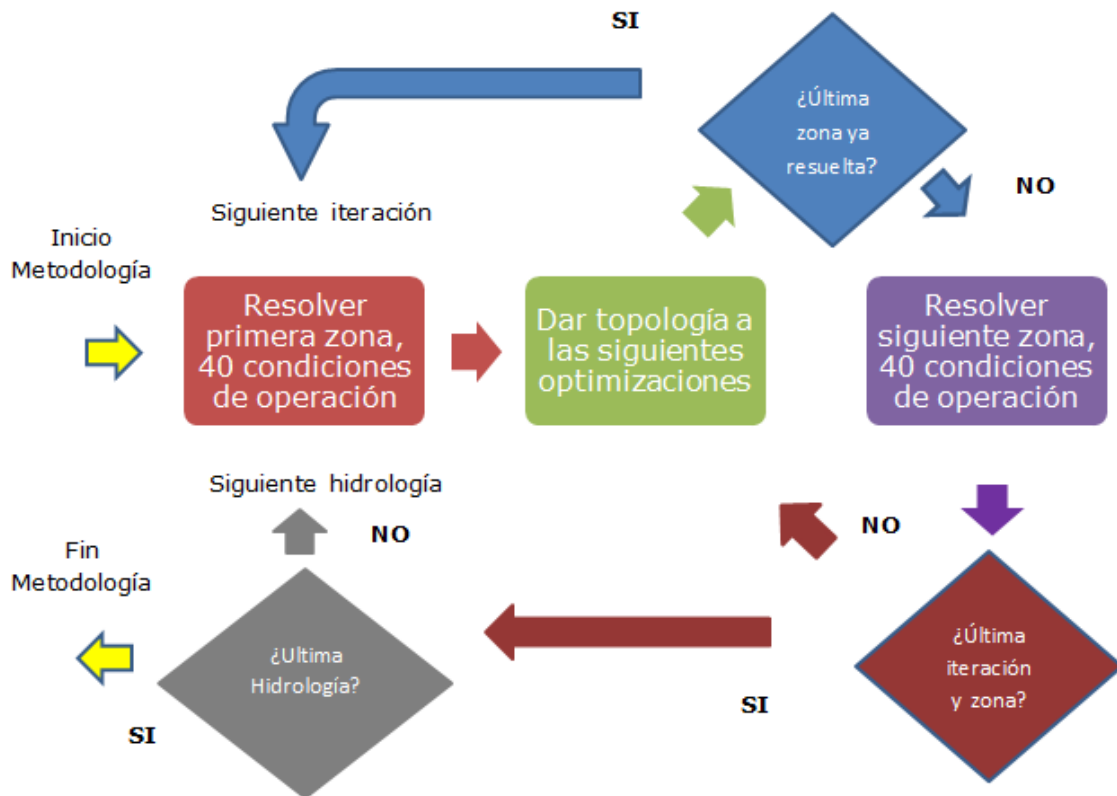 SI
¿Última
zona ya
resuelta?
NO
Siguiente iteración
Inicio
Metodología
Resolver
primera zona,
40 condiciones
de operación
Dar topología a
las siguientes
optimizaciones
Resolver
siguiente zona,
40 condiciones
de operación
Siguiente hidrología
NO
NO
Fin
Metodología
¿Ultima
Hidrología?
SI
¿Última
iteración
y zona?
SI